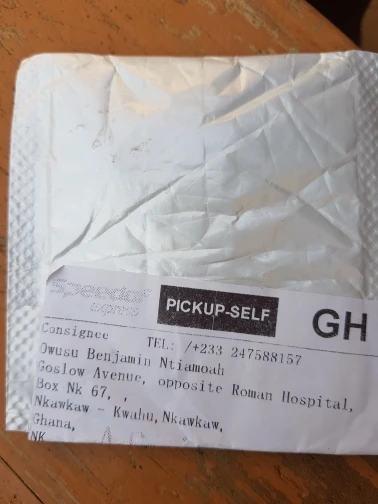 Speedaf
express
PICKUP-SELF
GH
Consignee
TEL: /+233 247588157
Owusu Benjamin Ntiamoah
Goslow Avenue, opposite Roman Hospital,
Box Nk 67, ,
Nkawkaw - Kwahu, Nkawkaw,
Ghana,
NK